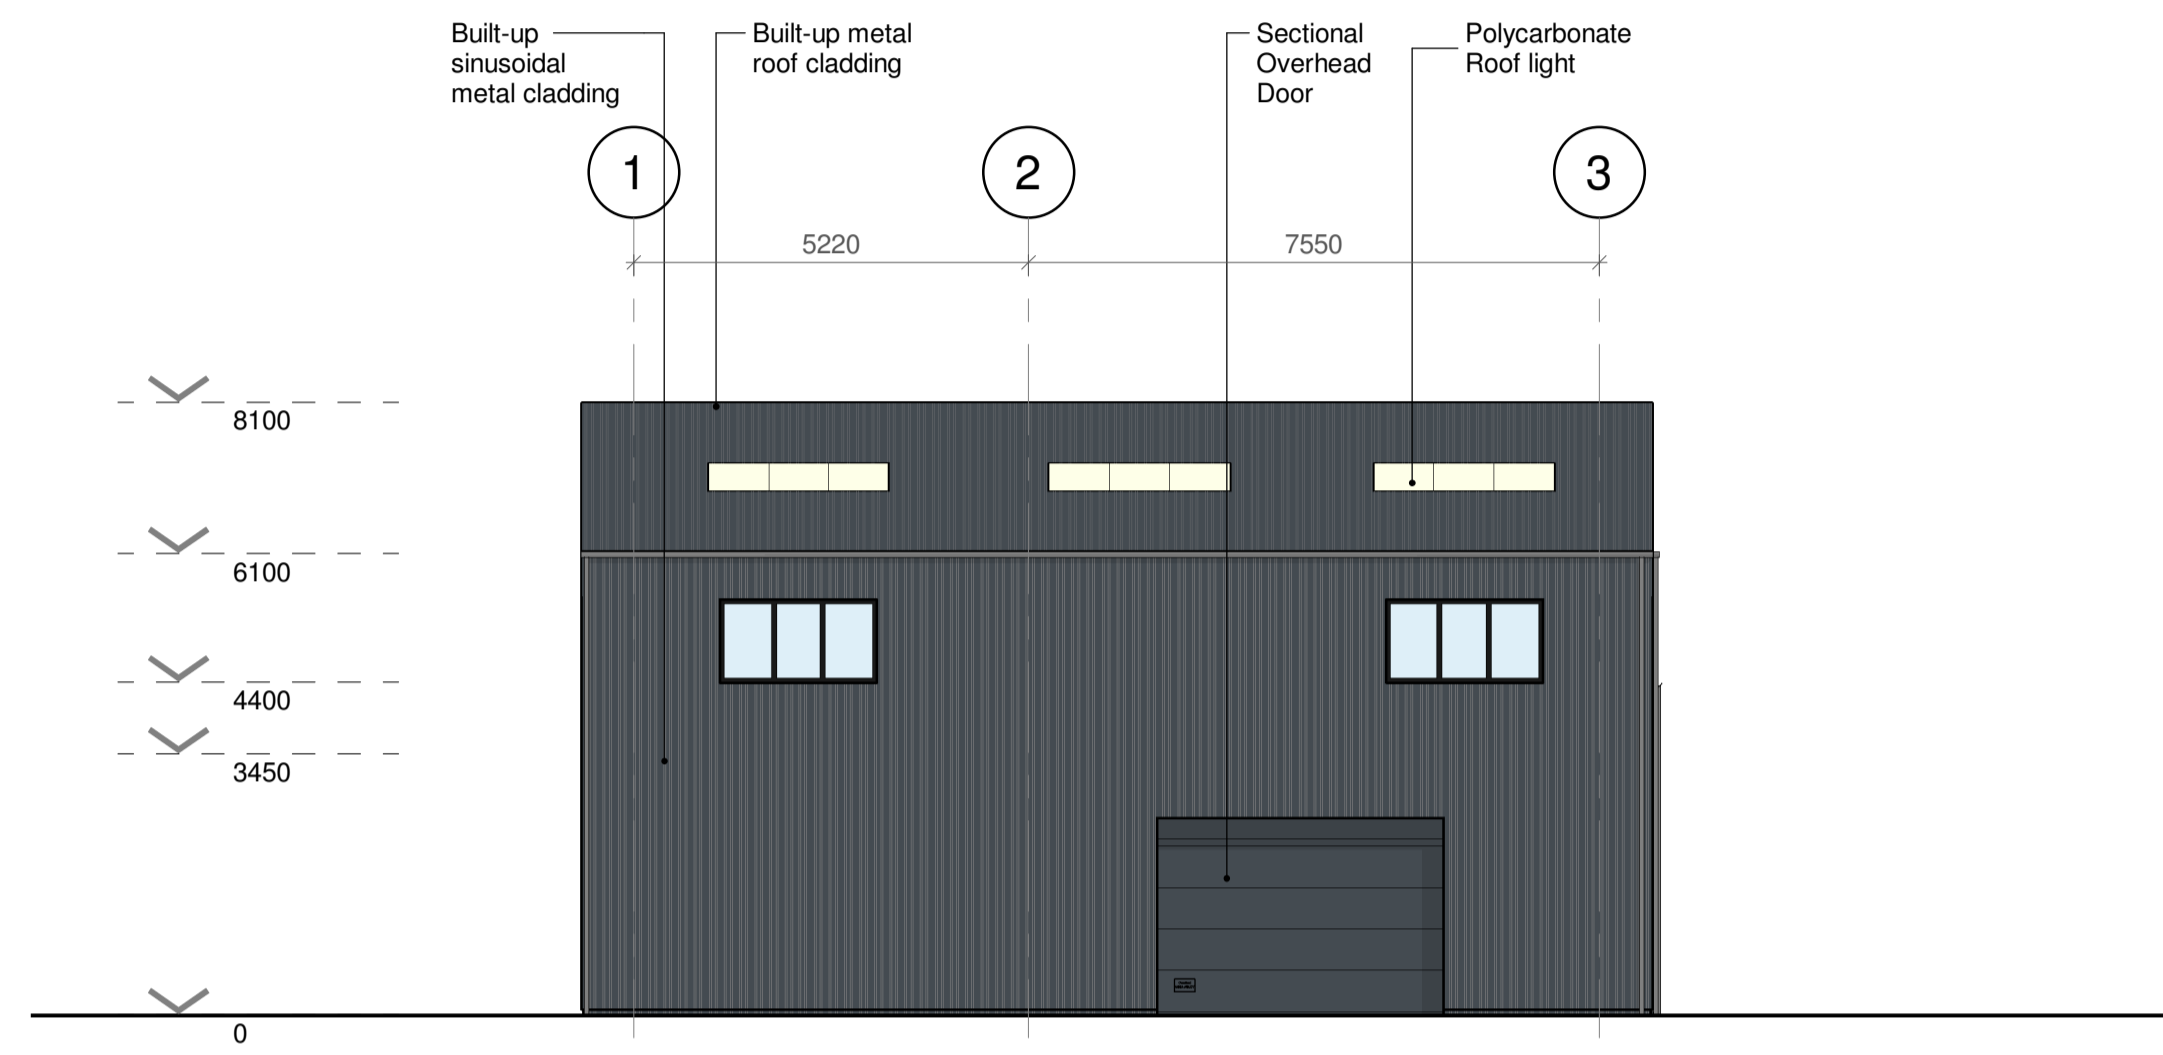 Built-up
sinusoidal
metal cladding
Built-up metal
roof cladding
Sectional
Overhead
Door
Polycarbonate
Roof light
1
2
3
5220
7550
8100
6100
4400
3450
0